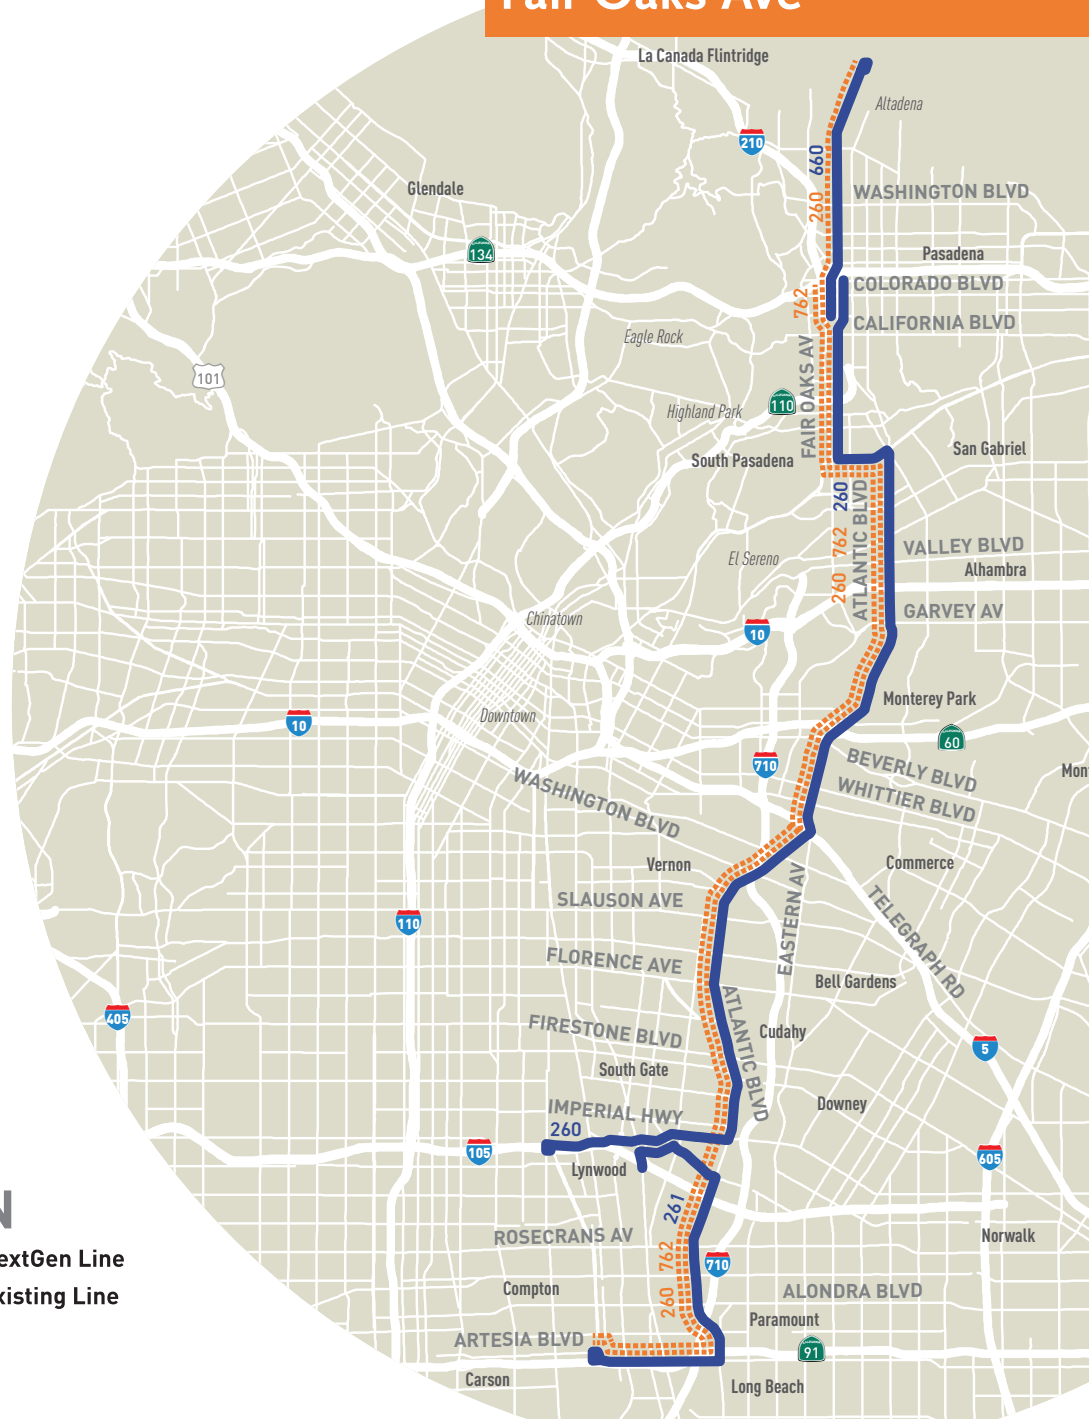 Fair Oaks Ave
La Canada Flintridge
Altadena
210
660
260
WASHINGTON BLVD
Glendale
134
Pasadena
COLORADO BLVD
762
CALIFORNIA BLVD
Eagle Rock
FAIR OAKS AV
101
110
Highland Park
South Pasadena
San Gabriel
260
ATLANTIC BLVD
762
260
VALLEY BLVD
El Sereno
Alhambra
GARVEY AV
Chinatown
10
Monterey Park
Downtown
10
60
710
BEVERLY BLVD
WHITTIER BLVD
WASHINGTON BLVD
Vernon
Commerce
SLAUSON AVE
EASTERN AV
TELEGRAPH RD
110
FLORENCE AVE
Bell Gardens
405
ATLANTIC BLVD
FIRESTONE BLVD
Cudahy
5
South Gate
Downey
IMPERIAL HWY
260
105
Lynwood
605
261
ROSECRANS AV
762
Norwalk
710
260
Compton
ALONDRA BLVD
Paramount
ARTESIA BLVD
91
Carson
Long Beach
N
extGen Line
xisting Line